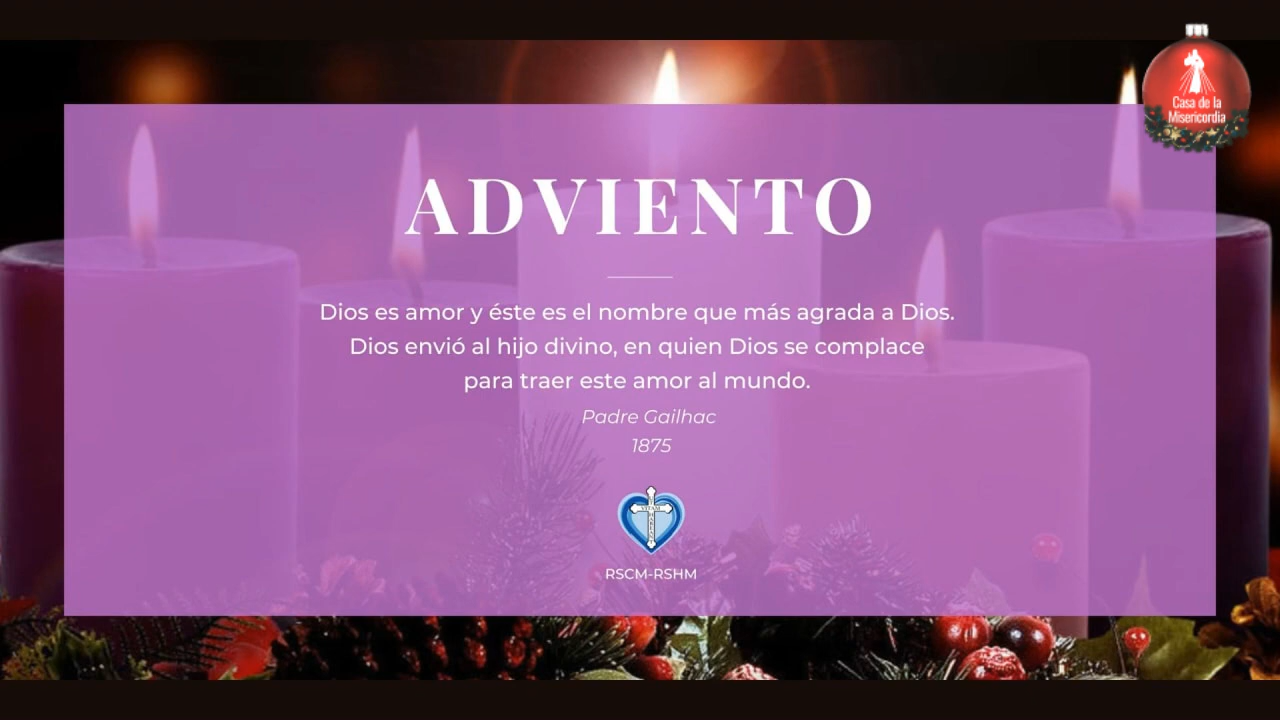 Casa de la
Misericordia
ADVIENTO
Dios es amor y éste es el nombre que más agrada a Dios.
Dios envió al hijo divino, en quien Dios se complace
para traer este amor al mundo.
Padre Gailhac
1875
RSCM-RSHM